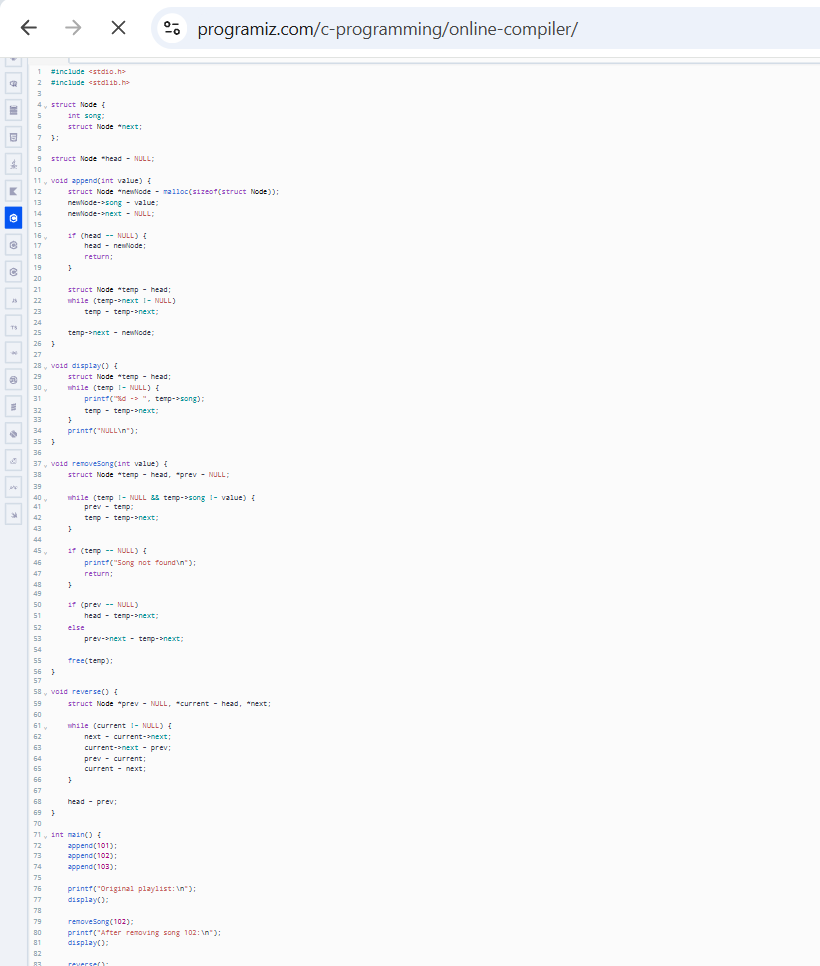 programiz.com/c-programming/online-compiler/
1 #include <stdio.h>
2 #include <stdlib.h>
3
4 struct Node {
5 int song;
6 struct Node *next;
7 };
8
9 struct Node *head = NULL;
10
11 void append(int value) {
12 struct Node *newNode = malloc(sizeof(struct Node));
13 newNode->song = value;
14 newNode->next = NULL;
15
16 if (head == NULL) {
17 head = newNode;
18 return;
19 }
20
21 struct Node *temp = head;
22 while (temp->next != NULL)
23 temp = temp->next;
24
25 temp->next = newNode;
26 }
27
28 void display() {
29 struct Node *temp = head;
30 while (temp != NULL) {
31 printf("%d -> ", temp->song);
32 temp = temp->next;
33 }
34 printf("NULL\n");
35 }
36
37 void removeSong(int value) {
38 struct Node *temp = head, *prev = NULL;
39
40 while (temp != NULL && temp->song != value) {
41 prev = temp;
42 temp = temp->next;
43 }
44
45 if (temp == NULL) {
46 printf("Song not found\n");
47 return;
48 }
49
50 if (prev == NULL)
51 head = temp->next;
52 else
53 prev->next = temp->next;
54
55 free(temp);
56 }
57
58 void reverse() {
59 struct Node *prev = NULL, *current = head, *next;
60
61 while (current != NULL) {
62 next = current->next;
63 current->next = prev;
64 prev = current;
65 current = next;
66 }
67
68 head = prev;
69 }
70
71 int main() {
72 append(101);
73 append(102);
74 append(103);
75
76 printf("Original playlist:\n");
77 display();
78
79 removeSong(102);
80 printf("After removing song 102:\n");
81 display();
82
83 reverse();